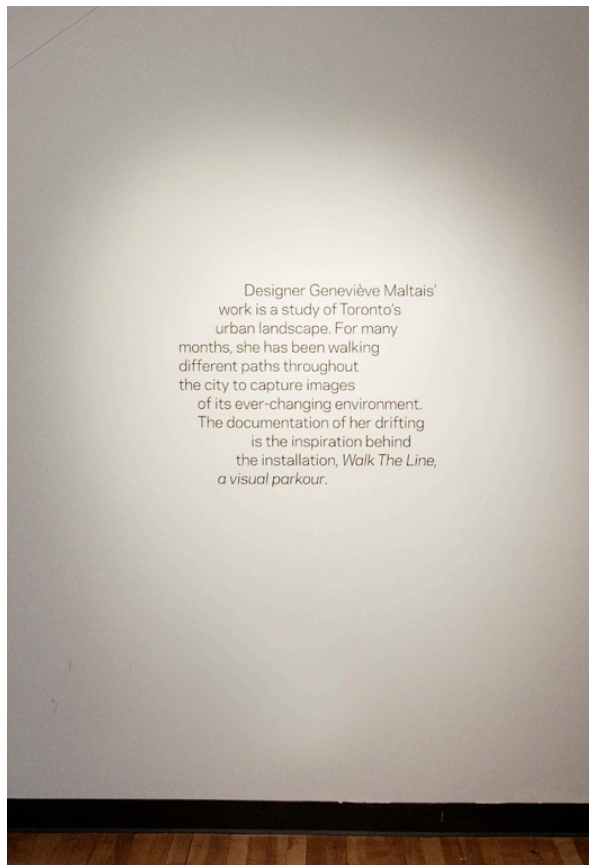 Designer Geneviève Maltais'
work is a study of Toronto's
urban landscape. For many
months, she has been walking
different paths throughout
the city to capture images
of its ever-changing environment.
The documentation of her drifting
is the inspiration behind
the installation, Walk The Line,
a visual parkour.